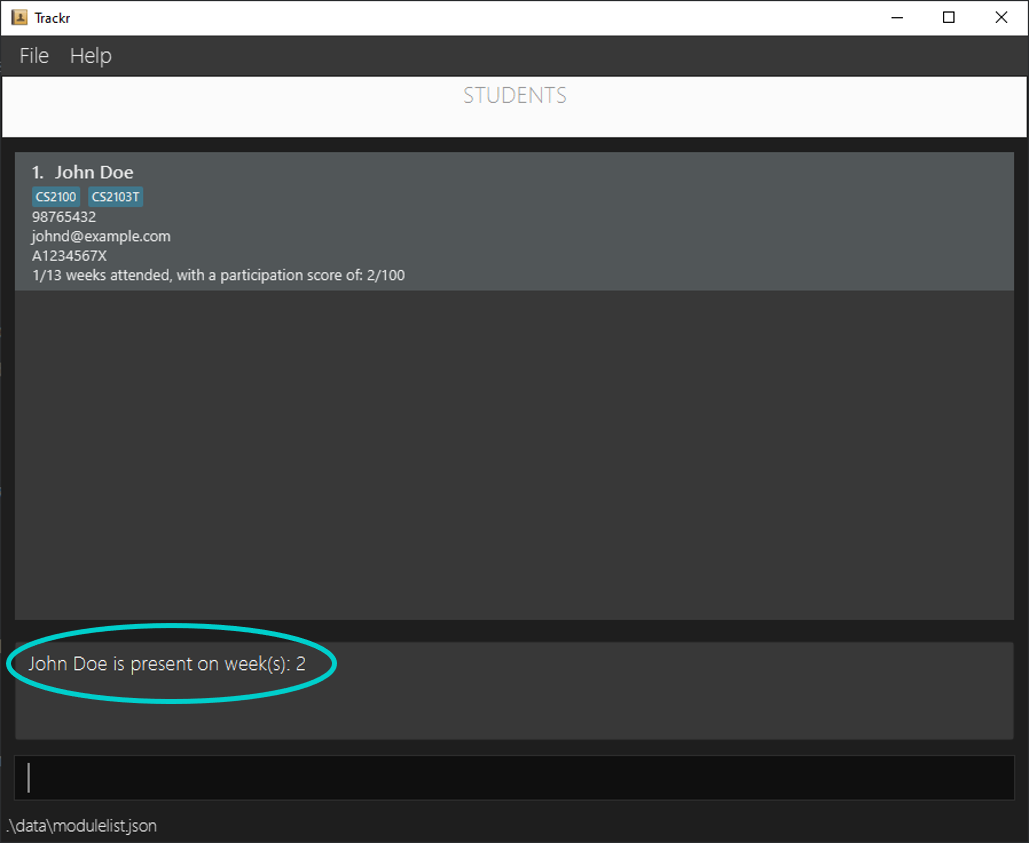 Trackr
File Help
STUDENTS
1. John Doe
CS2100 CS2103T
98765432
johnd@example.com
A1234567X
1/13 weeks attended, with a participation score of: 2/100
John Doe is present on week(s): 2
.\data\modulelist.json